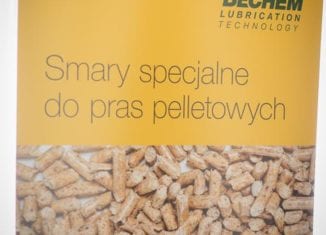 BECHEM
LUBRICATION
TECHNOLOGY
Smary specjalne
do pras pelletowych